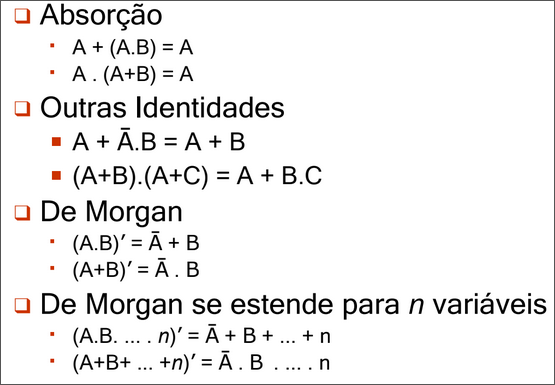 ❑ Absorção
▪ A + (A.B) = A
▪ A . (A+B) = A
❑ Outras Identidades
■ A + Ā.B = A + B
■ (A+B).(A+C) = A + B.C
❑ De Morgan
▪ (A.B)’ = Ā + B
▪ (A+B)’ = Ā . B
❑ De Morgan se estende para n variáveis
▪ (A.B. ... . n)’ = Ā + B + ... + n
▪ (A+B+ ... +n)’ = Ā . B . ... . n